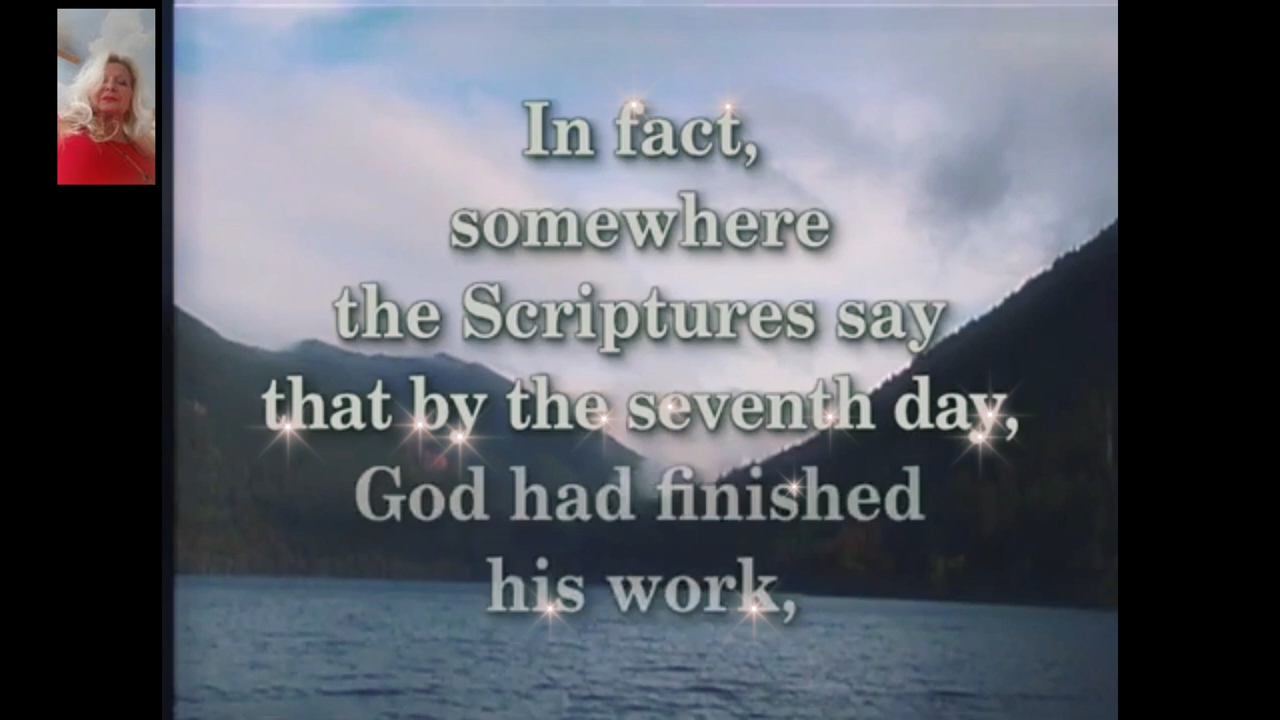 In fact,
somewhere
the Scriptures say
that by the seventh day,
God had finished
his work,